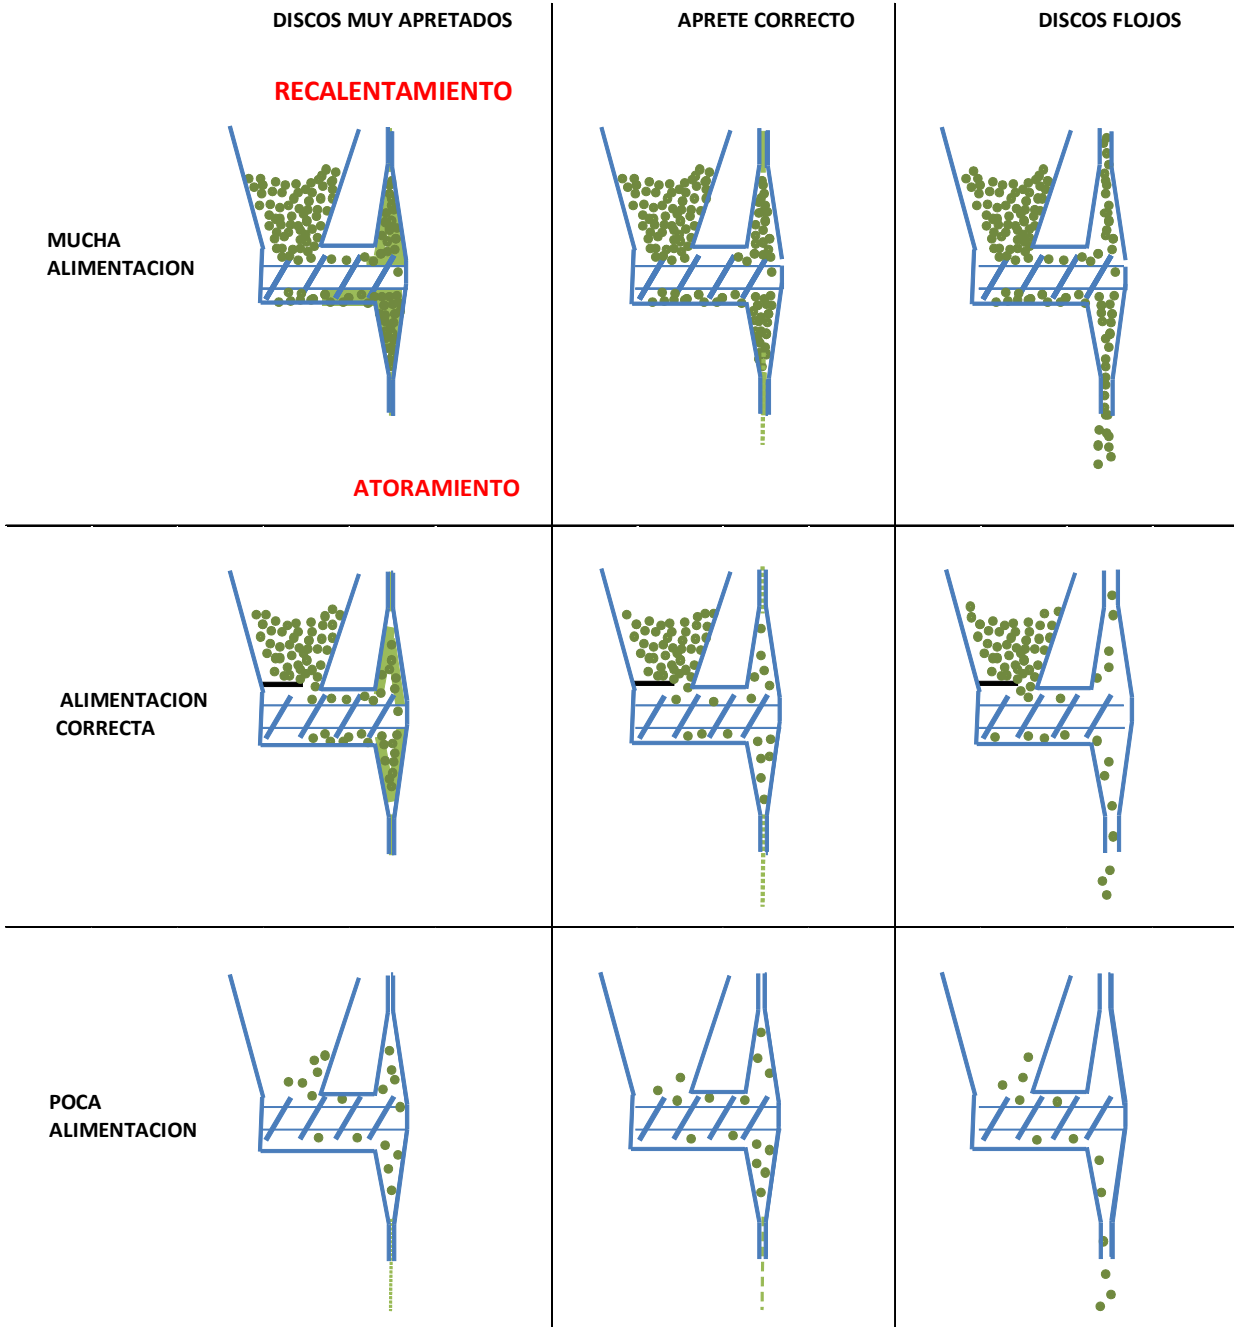 DISCOS MUY APRETADOS
APRETE CORRECTO
DISCOS FLOJOS
RECALENTAMIENTO
MUCHA
ALIMENTACION
ATORAMIENTO
ALIMENTACION
CORRECTA
POCA
ALIMENTACION